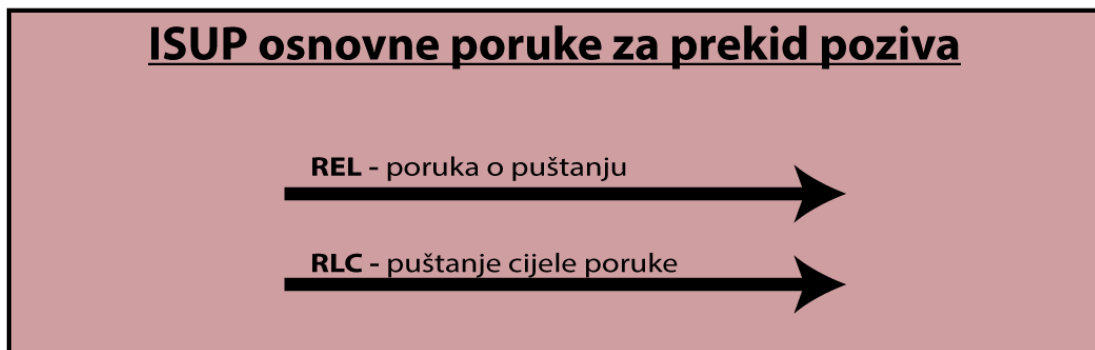 ISUP osnovne poruke za prekid poziva
REL - poruka o puštanju
RLC - puštanje cijele poruke